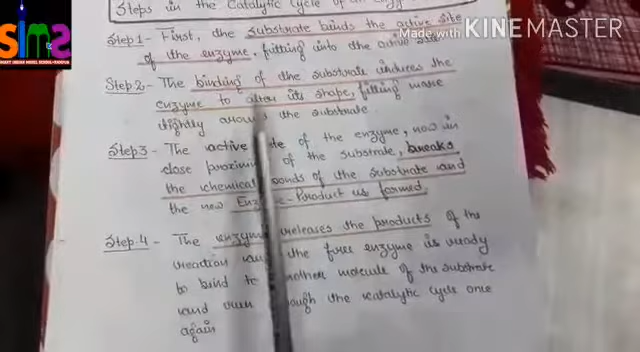 Steps in the Catalytic Cycle of an
Made with KINEMASTER
SIMS
Step 1 - First, the substrate binds the active site
of the enzyme, fitting into the active site
Step 2- The binding of the substrate induces the
enzyme to alter its shape, fitting more
tightly the substrate.
Step 3 - The active of the enzyme, now in
close of the substrate, breaks
the chemical bonds of the substrate and
the new - Product is formed.
Step 4 - The enzyme releases the products of the
reaction and the free enzyme is ready
to bind to another molecule of the substrate
and run through the catalytic cycle once
again